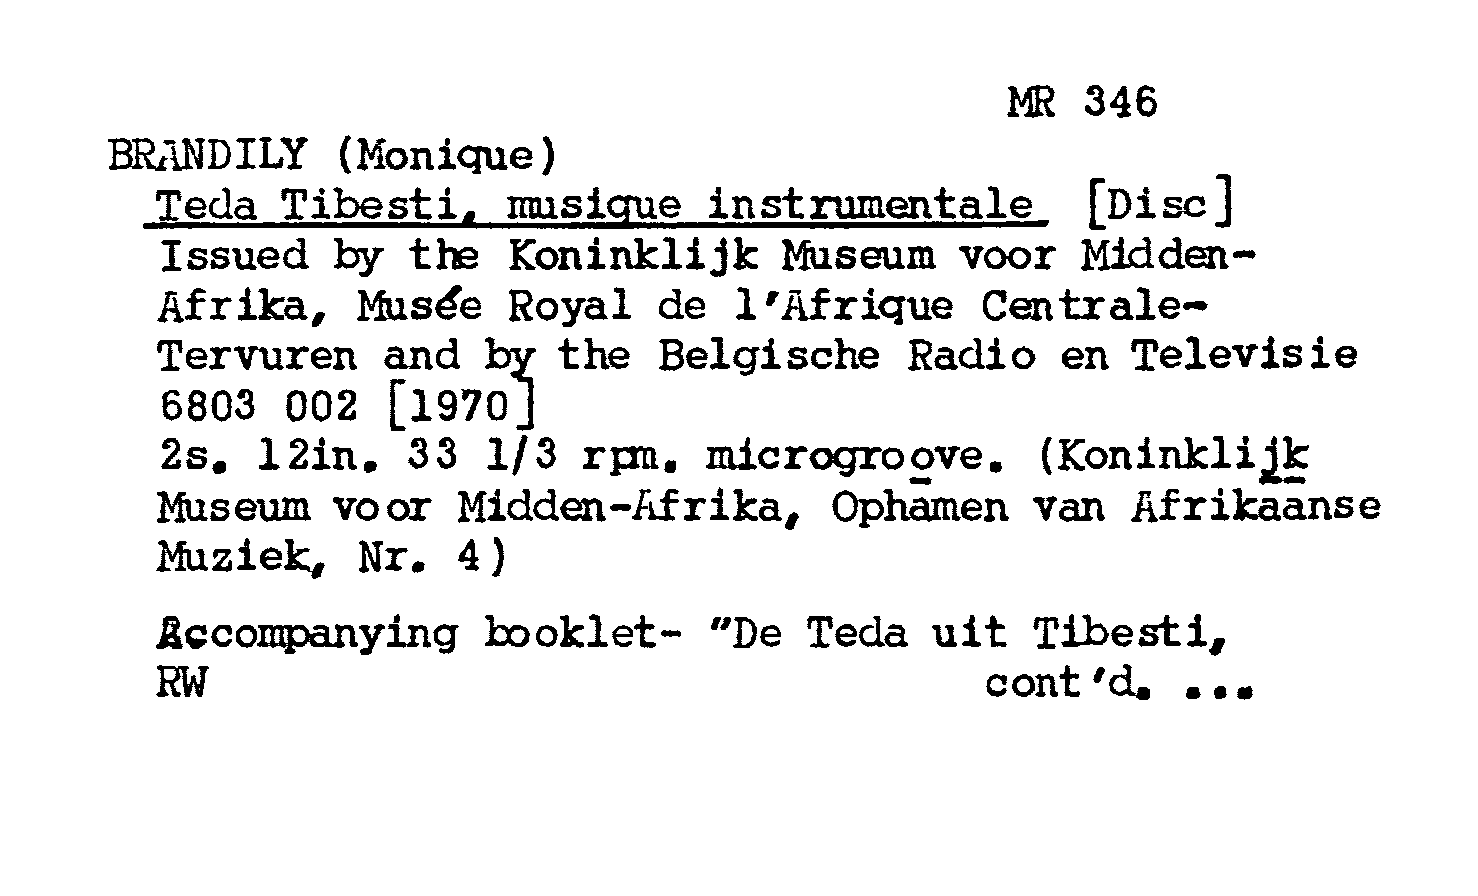 MR 346
BRANDILY (Monique)
Teda Tibesti, musique instrumentale [Disc]
Issued by the Koninklijk Museum voor Midden-
Afrika, Musée Royal de l'Afrique Centrale-
Tervuren and by the Belgische Radio en Televisie
6803 002 [1970]
2s. 12in. 33 1/3 rpm. microgroove. (Koninklijk
Museum voor Midden-Afrika, Ophamen van Afrikaanse
Muziek, Nr. 4)
Accompanying booklet- "De Teda uit Tibesti,
RW cont'd. ...